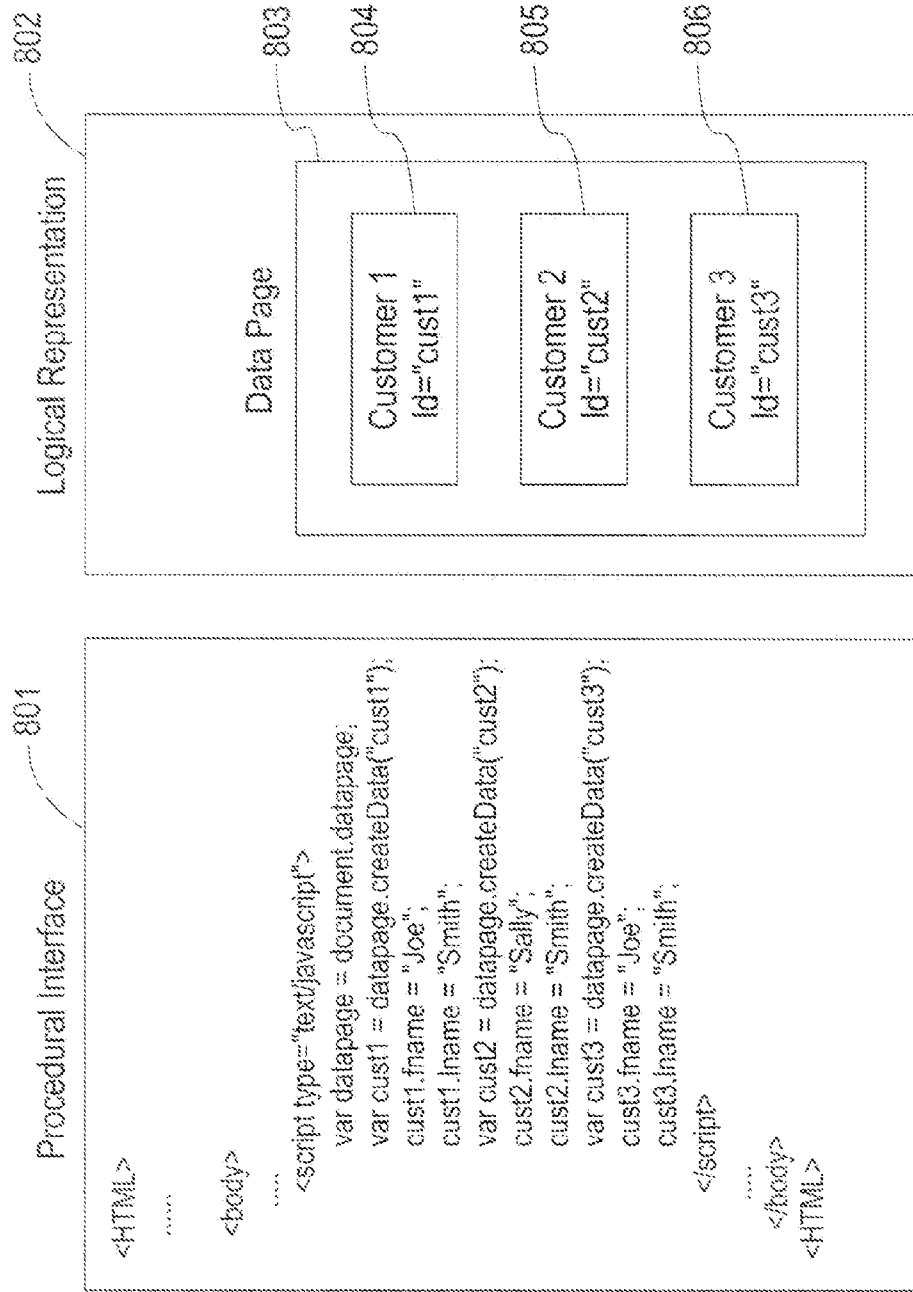 Procedural Interface
801
<HTML>
.....
<body>
.....
<script type="text/javascript">
var datapage = document.datapage;
var cust1 = datapage.createData("cust1");
cust1.fname = "Joe";
cust1.lname = "Smith";
var cust2 = datapage.createData("cust2");
cust2.fname = "Sally";
cust2.lname = "Smith";
var cust3 = datapage.createData("cust3");
cust3.fname = "Joe";
cust3.lname = "Smith";
</script>
.....
</body>
<HTML>
Logical Representation
802
Data Page
803
Customer 1
Id="cust1"
804
Customer 2
Id="cust2"
805
Customer 3
Id="cust3"
806